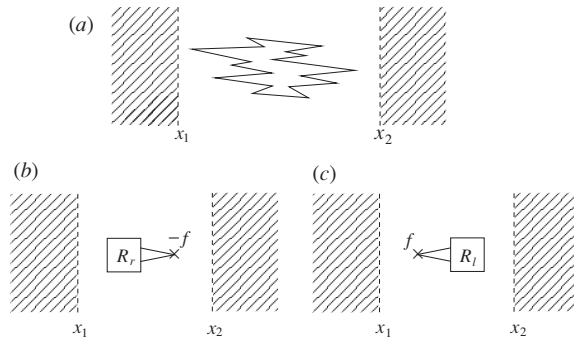 (a)
x₁ x₂
(b) (c)
−f f
Rᵣ Rₗ
x₁ x₂ x₁ x₂